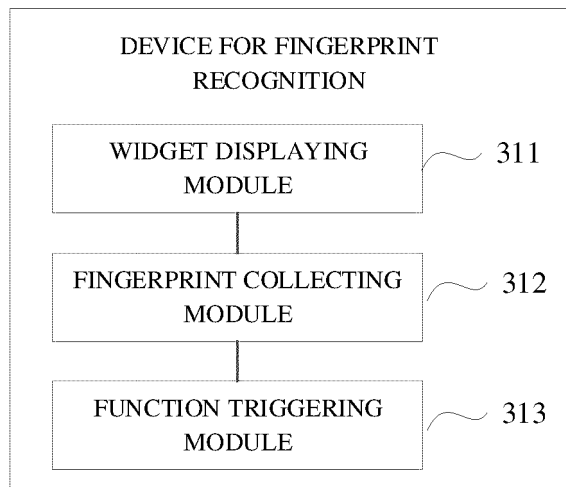 DEVICE FOR FINGERPRINT
RECOGNITION
WIDGET DISPLAYING
MODULE
311
FINGERPRINT COLLECTING
MODULE
312
FUNCTION TRIGGERING
MODULE
313